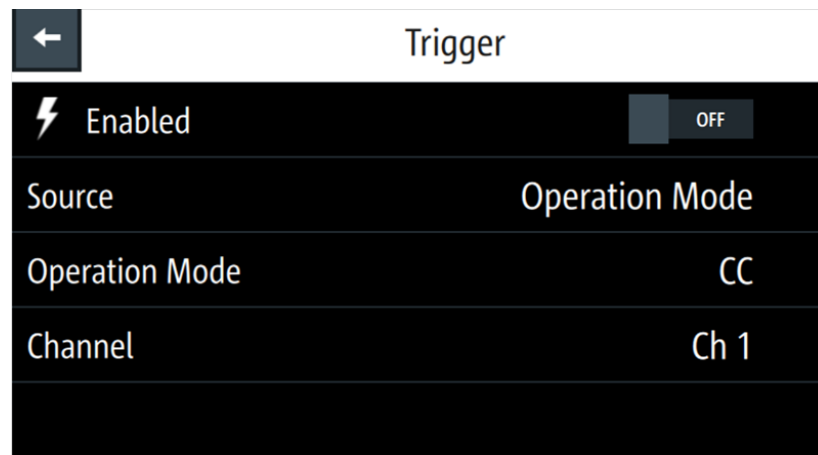 Trigger
Enabled OFF
Source Operation Mode
Operation Mode CC
Channel Ch 1